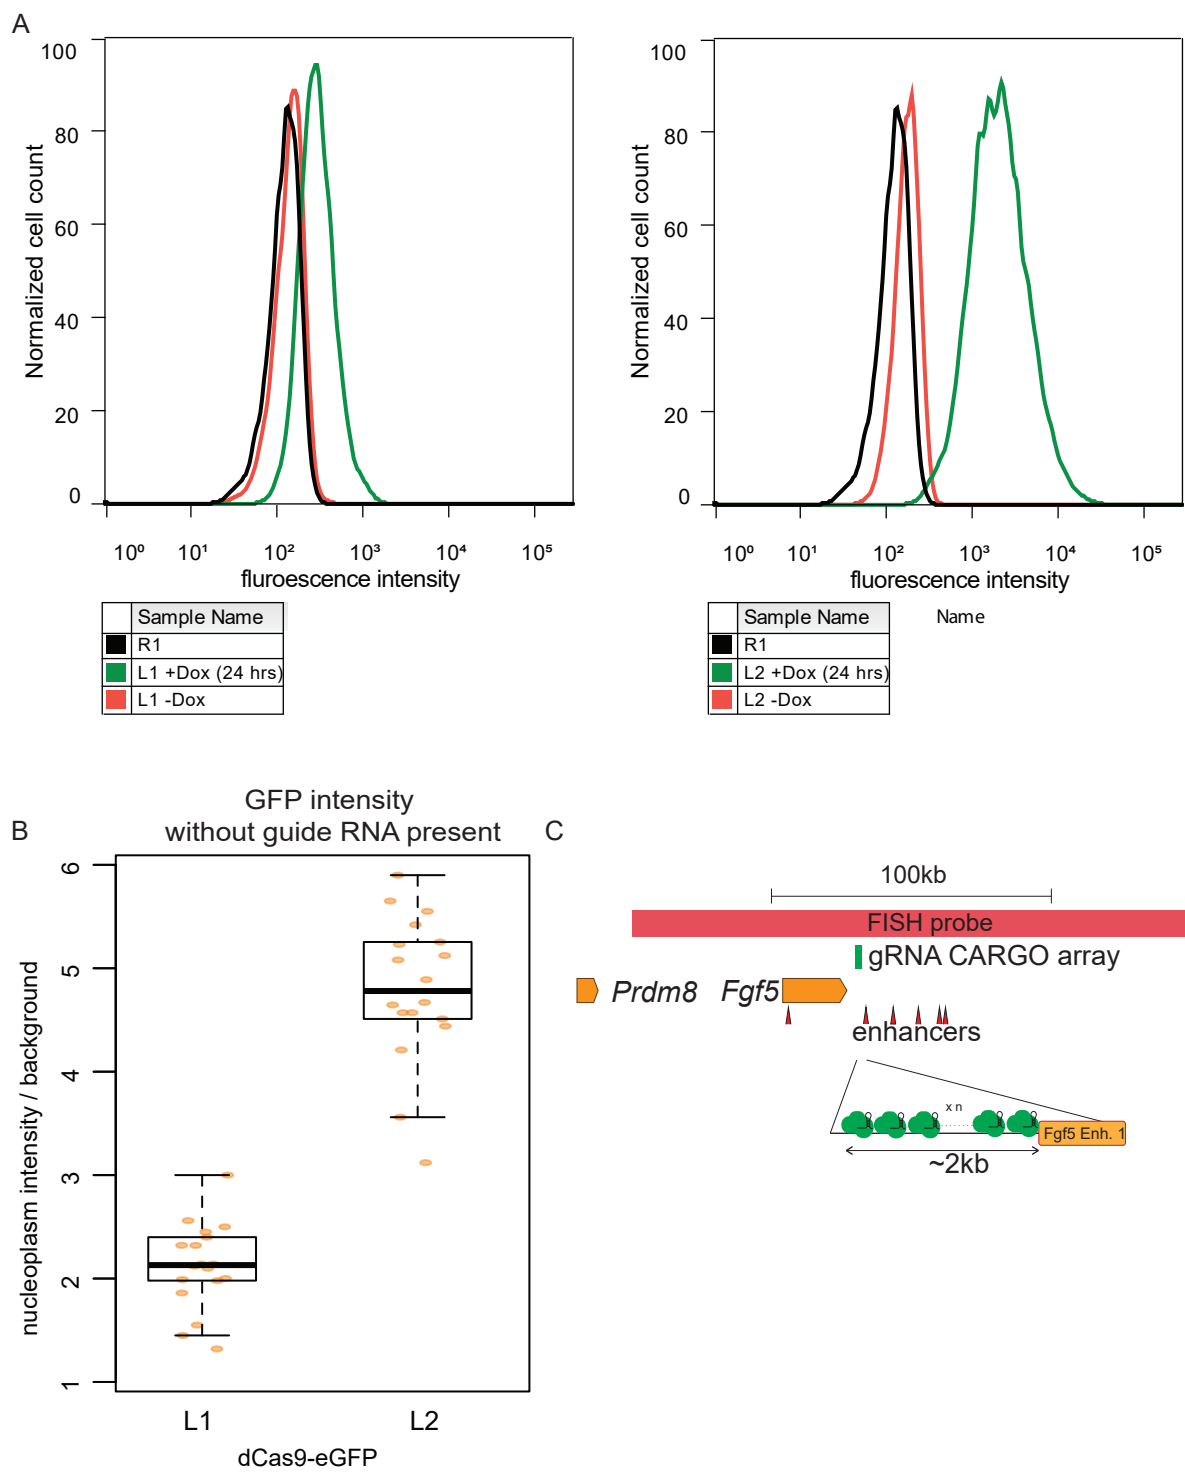 A
Normalized cell count
100
80
60
40
20
0
10⁰ 10¹ 10² 10³ 10⁴ 10⁵
fluroescence intensity
Sample Name
R1
L1 +Dox (24 hrs)
L1 -Dox
Normalized cell count
100
80
60
40
20
0
10⁰ 10¹ 10² 10³ 10⁴ 10⁵
fluorescence intensity
Sample Name
R1
L2 +Dox (24 hrs)
L2 -Dox
Name
B
GFP intensity
without guide RNA present
nucleoplasm intensity / background
6
5
4
3
2
1
L1 L2
dCas9-eGFP
C
100kb
FISH probe
gRNA CARGO array
Prdm8 Fgf5
enhancers
x n
Fgf5 Enh. 1
~2kb